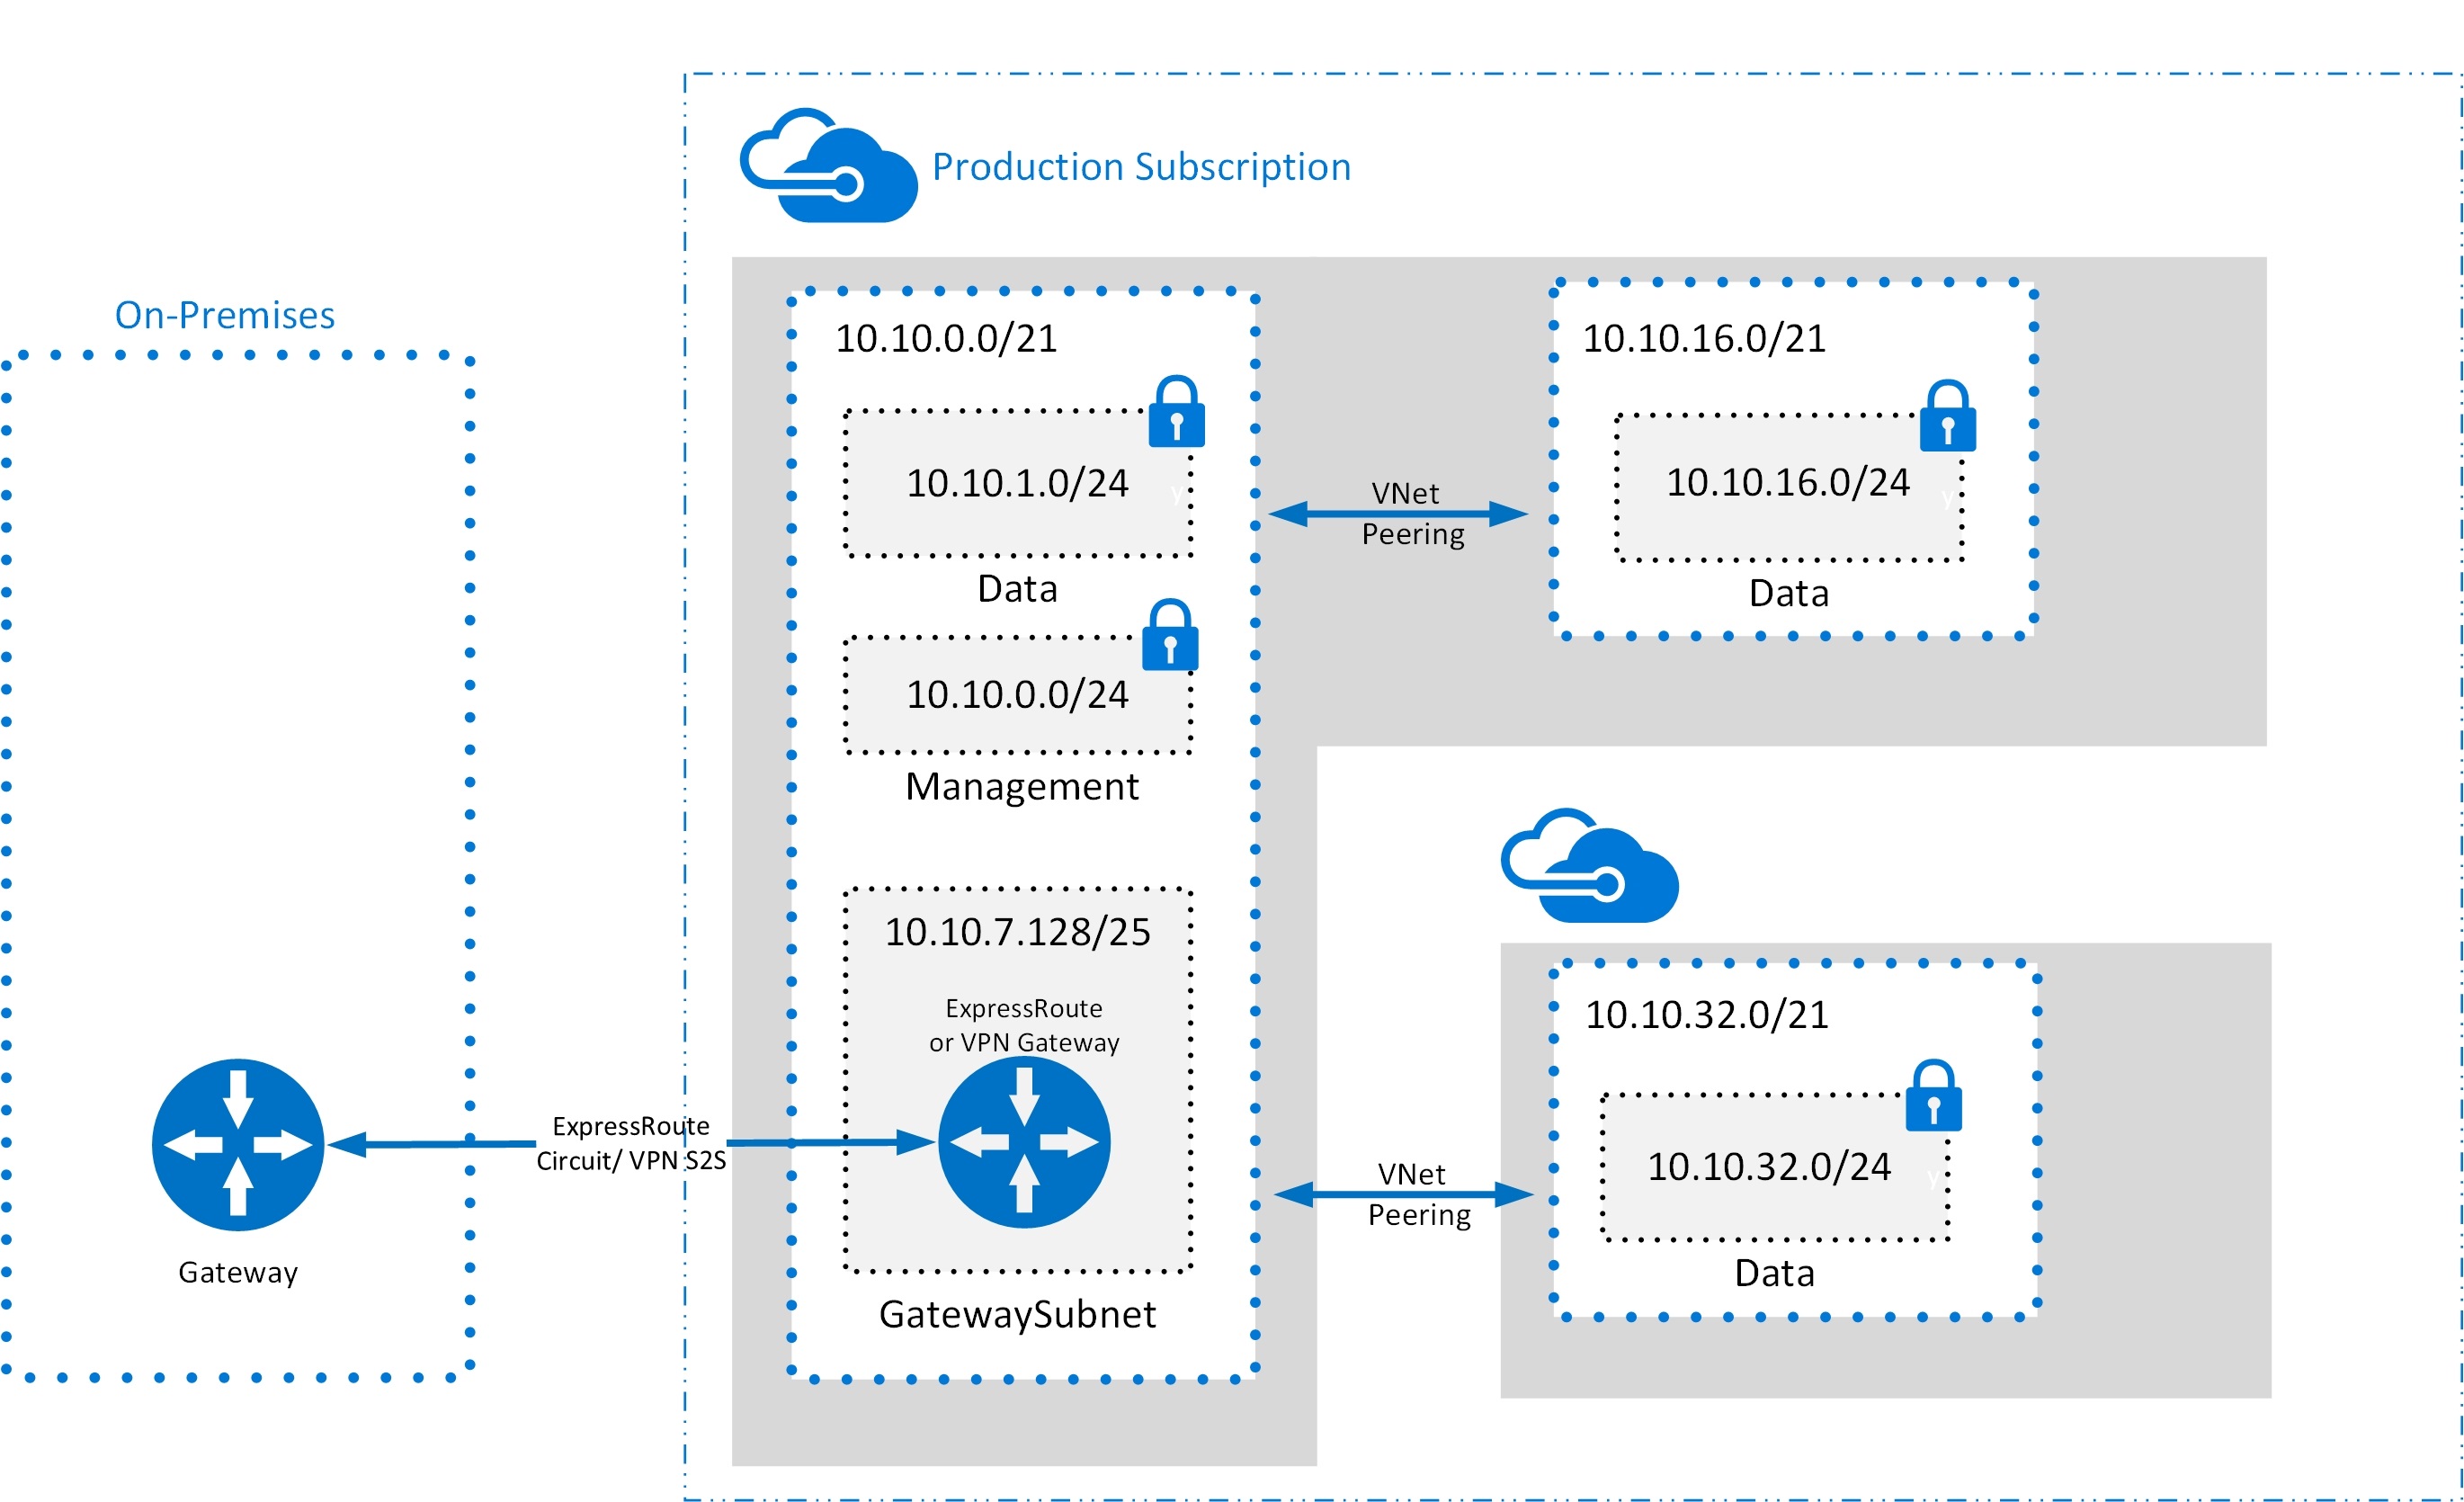 Production Subscription
On-Premises
10.10.0.0/21
10.10.1.0/24
y
Data
10.10.0.0/24
Management
10.10.7.128/25
ExpressRoute
or VPN Gateway
GatewaySubnet
ExpressRoute
Circuit/ VPN S2S
Gateway
VNet
Peering
10.10.16.0/21
10.10.16.0/24
y
Data
VNet
Peering
10.10.32.0/21
10.10.32.0/24
y
Data